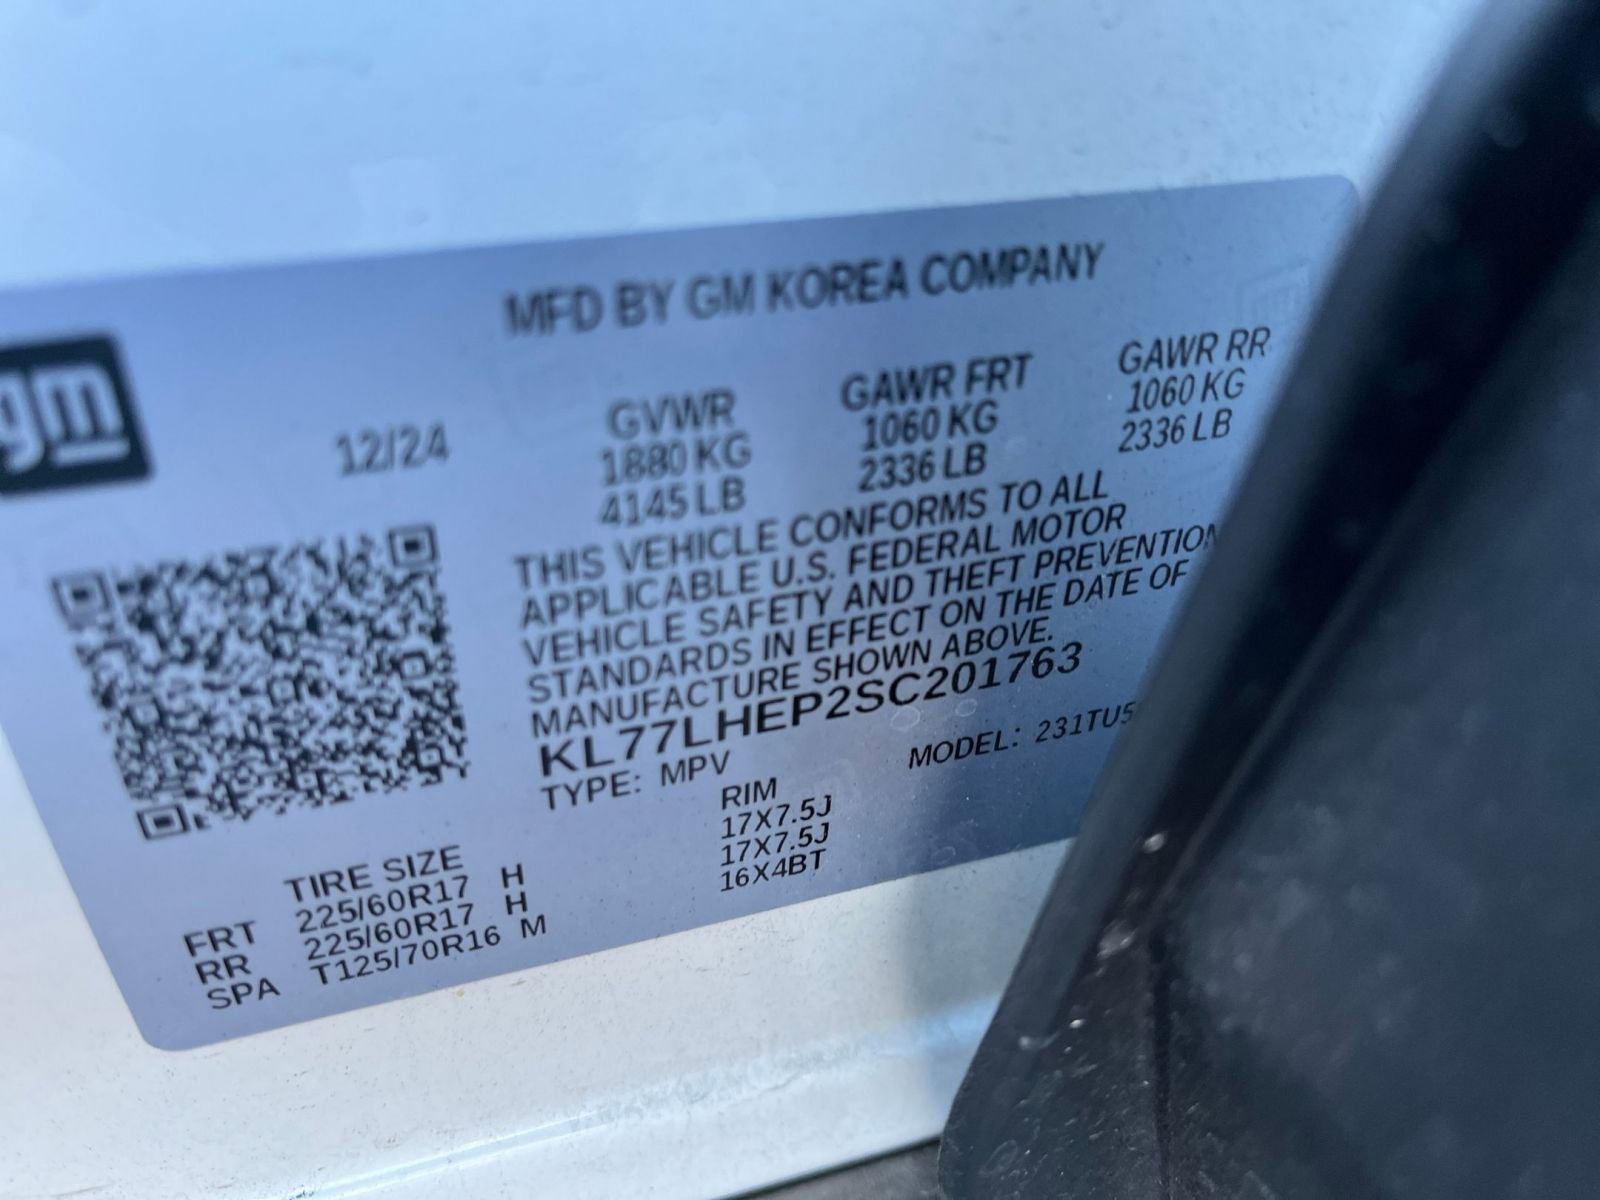 MFD BY GM KOREA COMPANY
gm
12/24
GVWR GAWR FRT GAWR RR
1880 KG 1060 KG 1060 KG
4145 LB 2336 LB 2336 LB
THIS VEHICLE CONFORMS TO ALL
APPLICABLE U.S. FEDERAL MOTOR
VEHICLE SAFETY AND THEFT PREVENTION
STANDARDS IN EFFECT ON THE DATE OF
MANUFACTURE SHOWN ABOVE.
KL77LHEP2SC201763
TYPE: MPV MODEL: 231TU5
TIRE SIZE RIM
FRT 225/60R17 H 17X7.5J
RR 225/60R17 H 17X7.5J
SPA T125/70R16 M 16X4BT